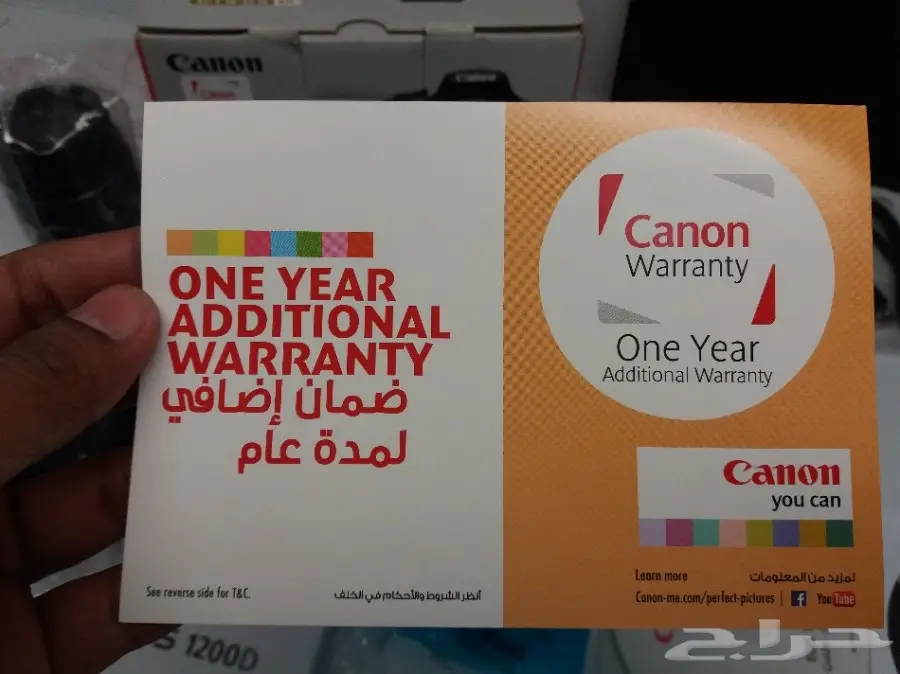 Canon
Canon
ONE YEAR
ADDITIONAL
WARRANTY
ضمان إضافي
لمدة عام
See reverse side for T&C.
أنظر الشروط والأحكام في الخلف
Canon
Warranty
One Year
Additional Warranty
Canon
you can
Learn more
لمزيد من المعلومات
Canon-me.com/perfect-pictures
YouTube
S 1200D
حراج